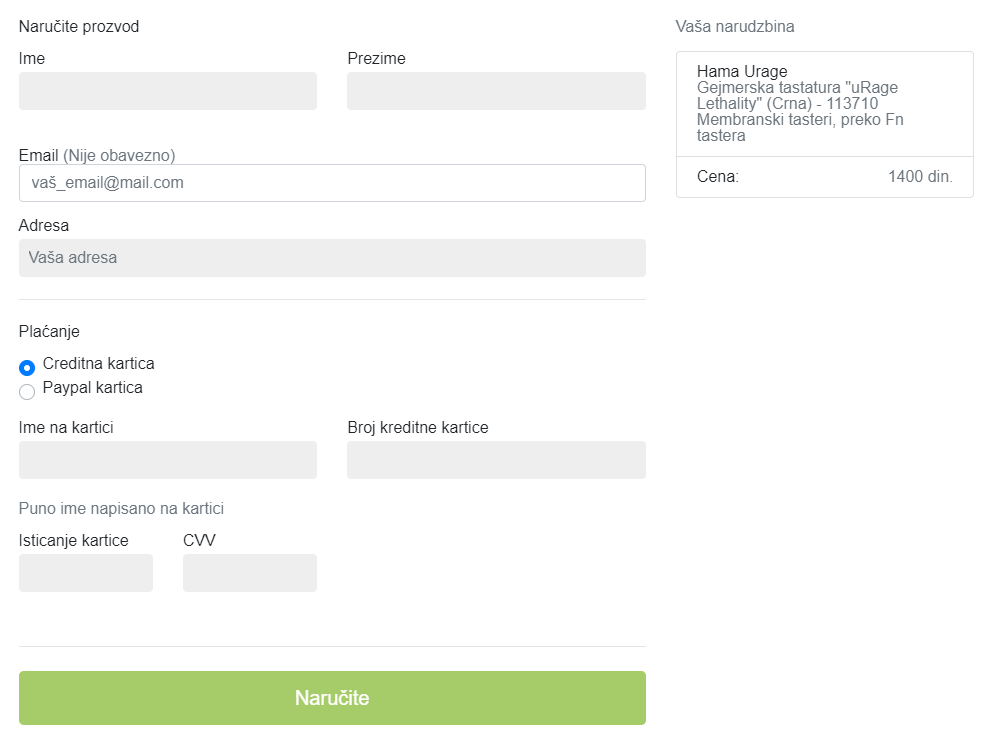 Naručite prozvod
Ime
Prezime
Email (Nije obavezno)
vaš_email@mail.com
Adresa
Vaša adresa
Plaćanje
Creditna kartica
Paypal kartica
Ime na kartici
Broj kreditne kartice
Puno ime napisano na kartici
Isticanje kartice
CVV
Naručite
Vaša narudzbina
Hama Urage
Gejmerska tastatura "uRage
Lethality" (Crna) - 113710
Membranski tasteri, preko Fn
tastera
Cena:
1400 din.